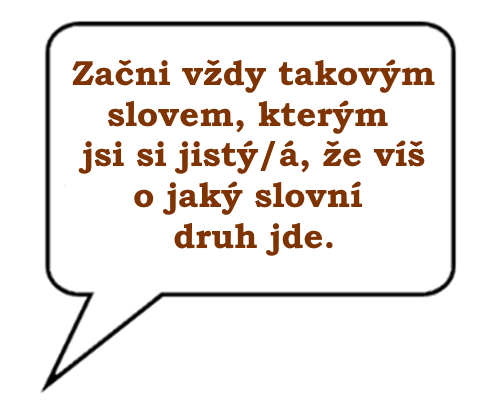 Začni vždy takovým
slovem, kterým
jsi si jistý/á, že víš
o jaký slovní
druh jde.